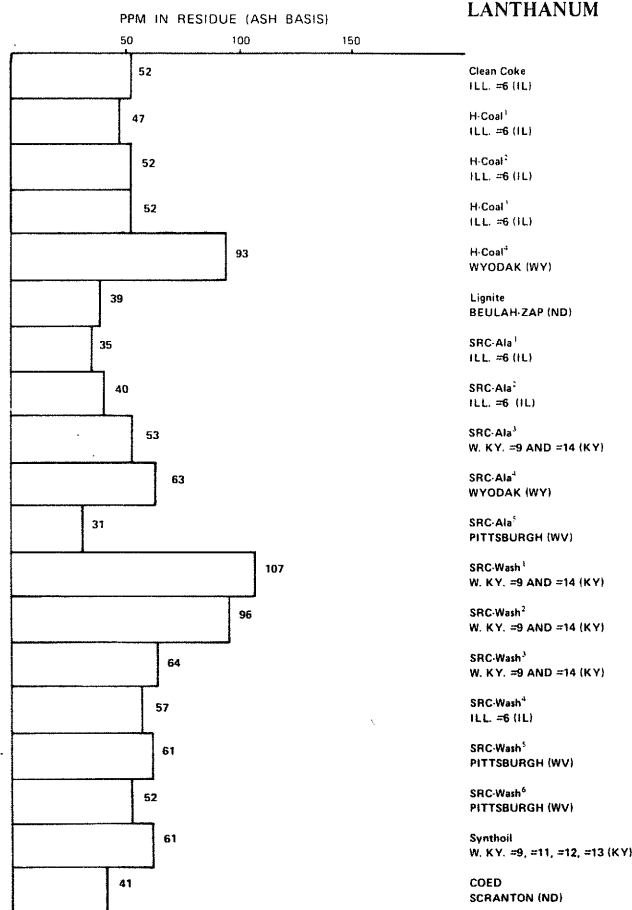 LANTHANUM
PPM IN RESIDUE (ASH BASIS)
50 100 150
52 Clean Coke
ILL. =6 (IL)
47 H-Coal¹
ILL. =6 (IL)
52 H-Coal²
ILL. =6 (IL)
52 H-Coal³
ILL. =6 (IL)
93 H-Coal⁴
WYODAK (WY)
39 Lignite
BEULAH-ZAP (ND)
35 SRC-Ala¹
ILL. =6 (IL)
40 SRC-Ala²
ILL. =6 (IL)
53 SRC-Ala³
W. KY. =9 AND =14 (KY)
63 SRC-Ala⁴
WYODAK (WY)
31 SRC-Ala⁵
PITTSBURGH (WV)
107 SRC-Wash¹
W. KY. =9 AND =14 (KY)
96 SRC-Wash²
W. KY. =9 AND =14 (KY)
64 SRC-Wash³
W. KY. =9 AND =14 (KY)
57 SRC-Wash⁴
ILL. =6 (IL)
61 SRC-Wash⁵
PITTSBURGH (WV)
52 SRC-Wash⁶
PITTSBURGH (WV)
61 Synthoil
W. KY. =9, =11, =12, =13 (KY)
41 COED
SCRANTON (ND)